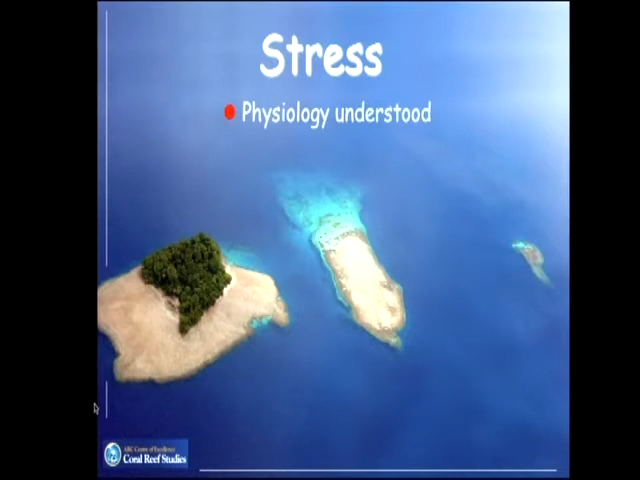 Stress
Physiology understood
ARC Centre of Excellence
Coral Reef Studies